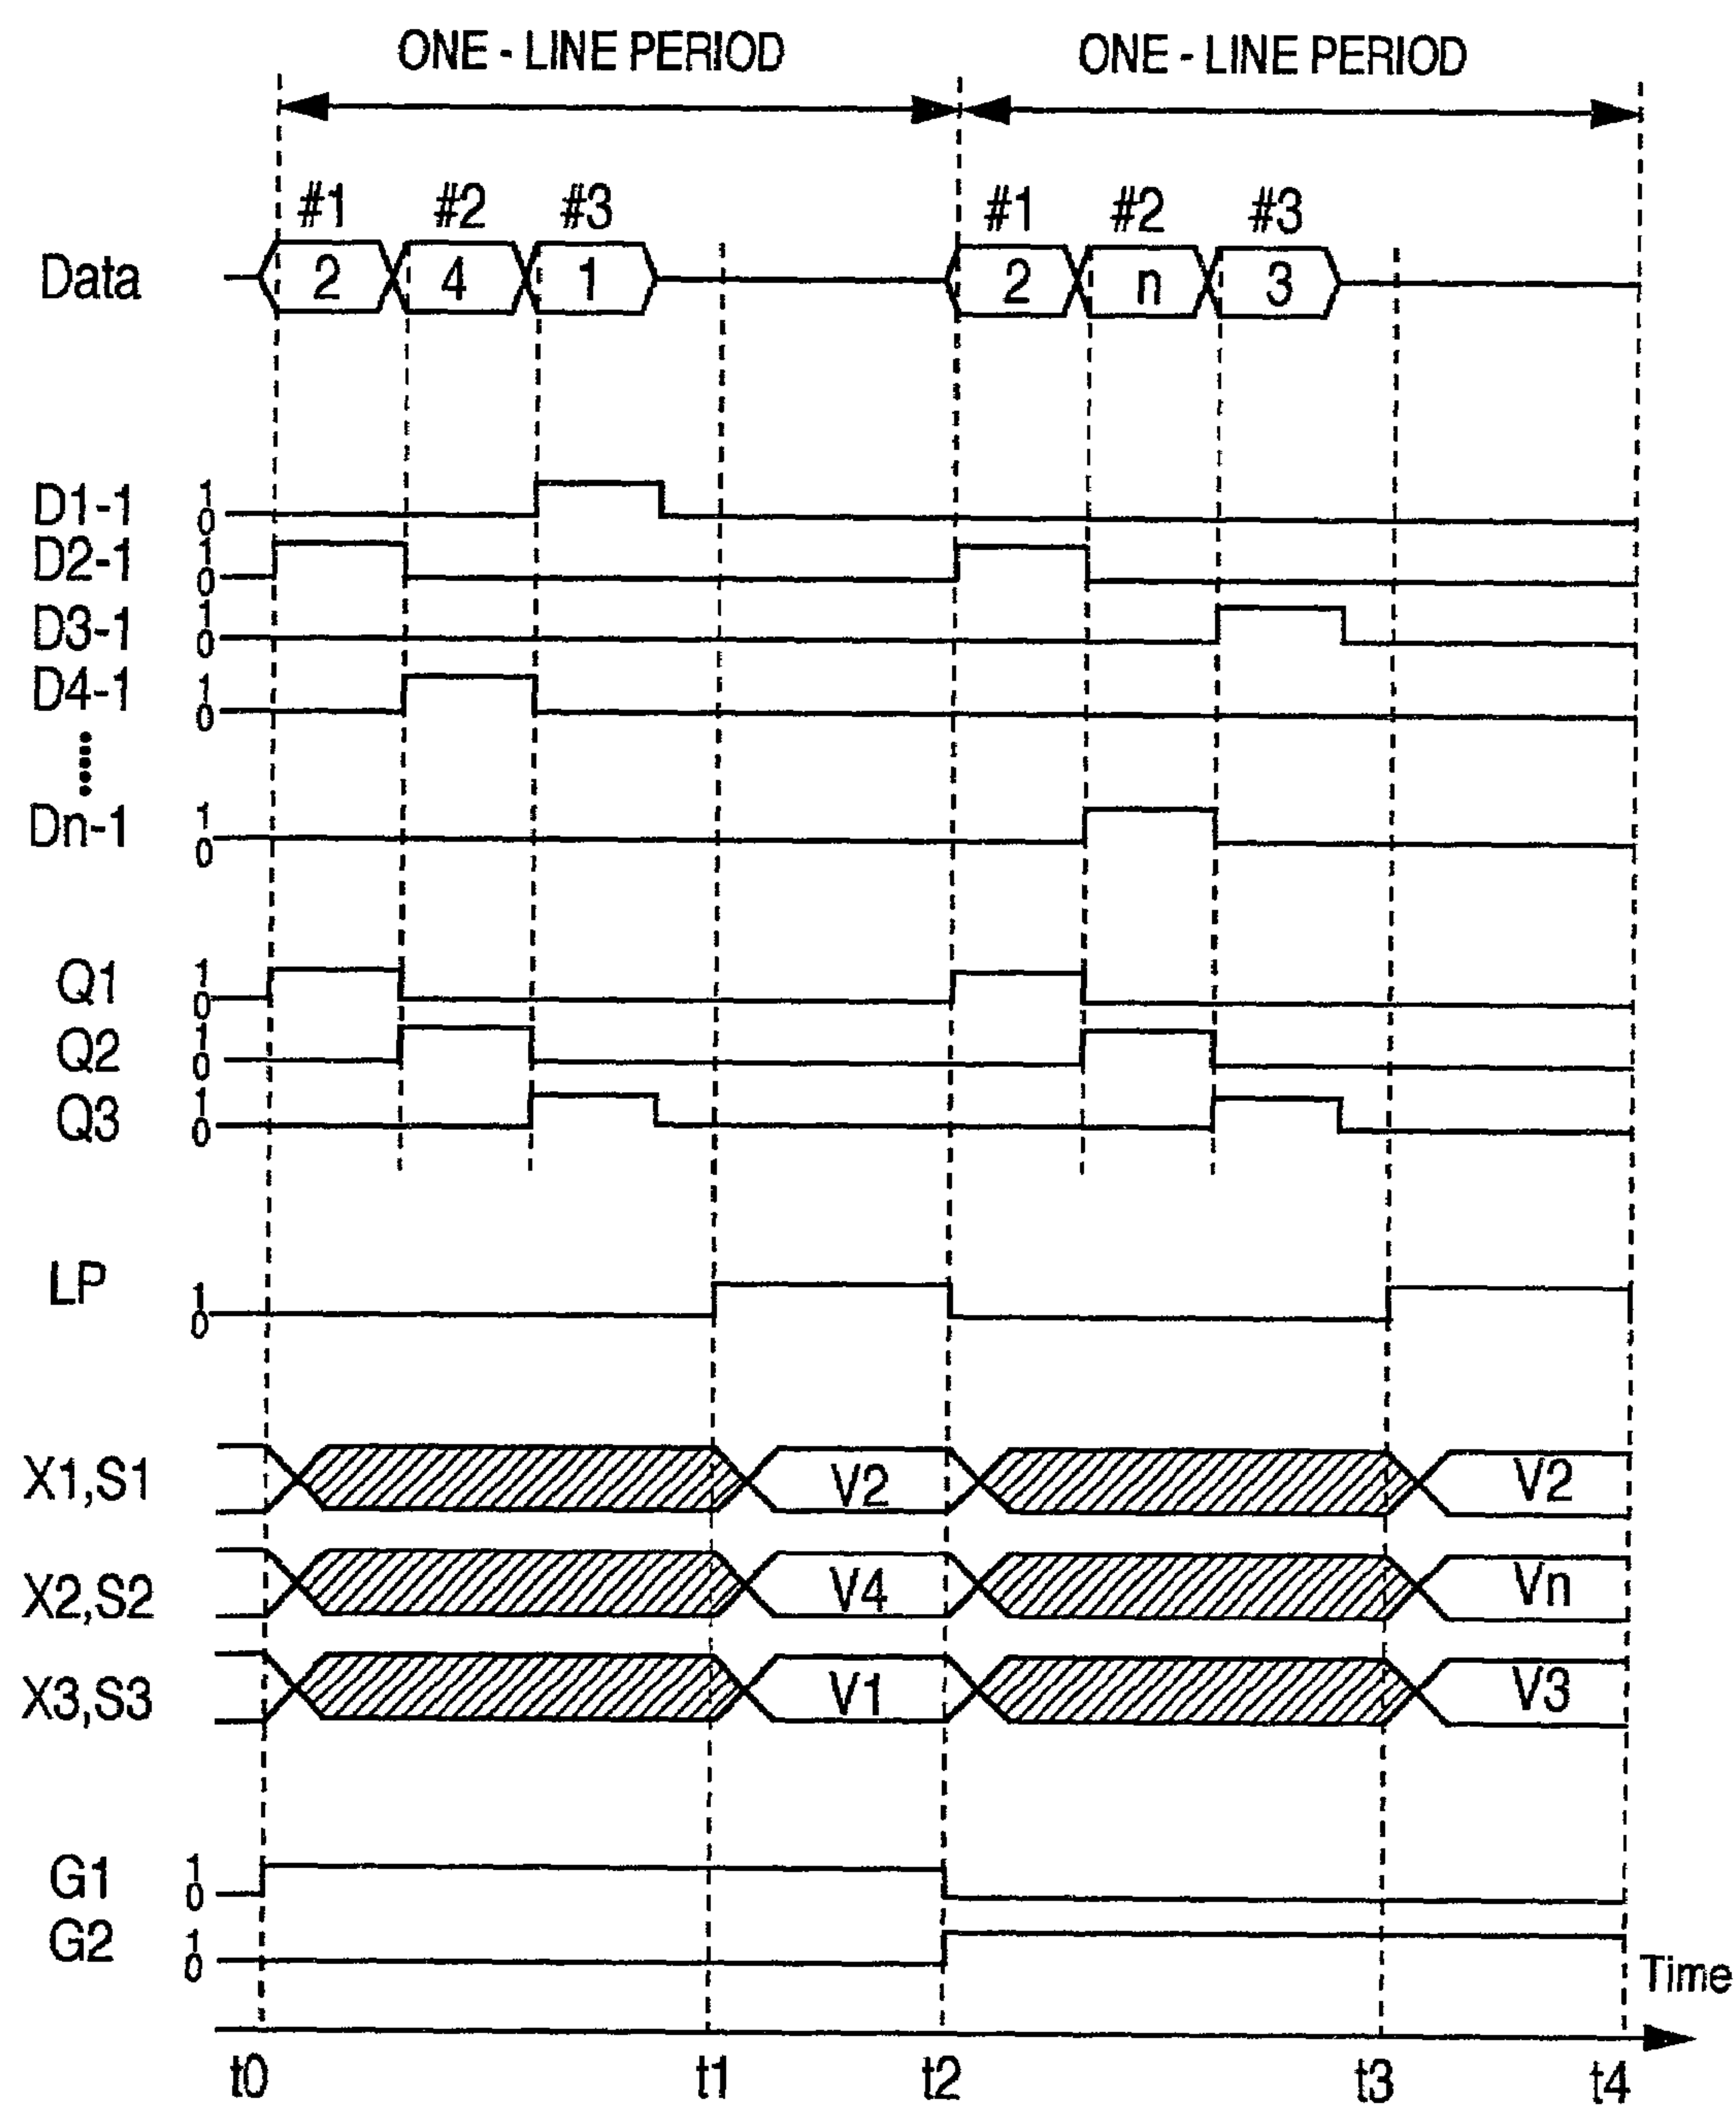 ONE - LINE PERIOD ONE - LINE PERIOD
#1 #2 #3 #1 #2 #3
Data 2 4 1 2 n 3
D1-1 1 0
D2-1 1 0
D3-1 1 0
D4-1 1 0
Dn-1 1 0
Q1 1 0
Q2 1 0
Q3 1 0
LP 1 0
X1,S1 V2 V2
X2,S2 V4 Vn
X3,S3 V1 V3
G1 1 0
G2 1 0
Time
t0 t1 t2 t3 t4